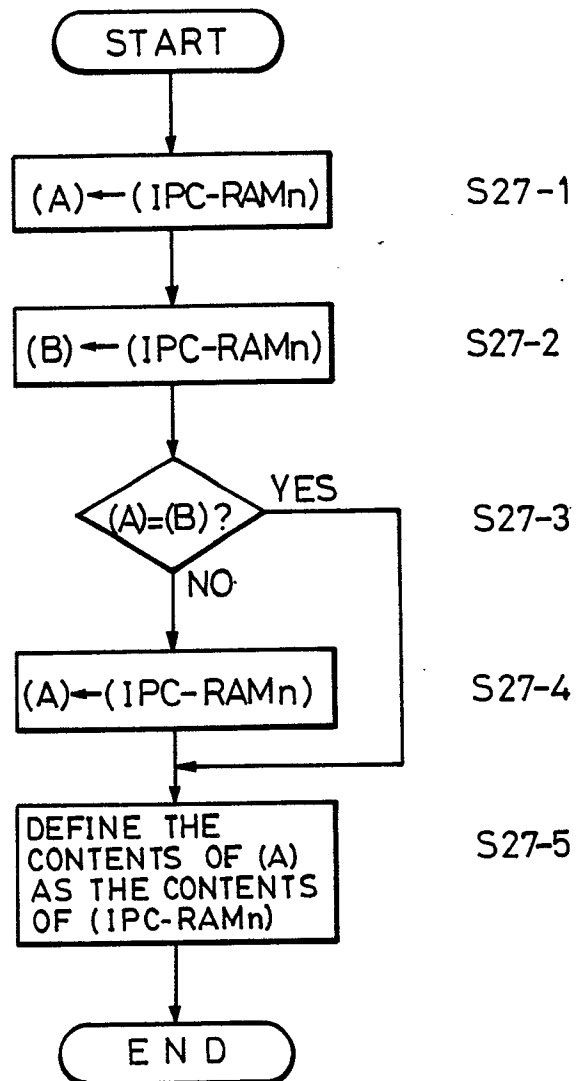 START
(A)←(IPC-RAMn)
S27-1
(B)←(IPC-RAMn)
S27-2
(A)=(B)?
YES
S27-3
NO
(A)←(IPC-RAMn)
S27-4
DEFINE THE
CONTENTS OF (A)
AS THE CONTENTS
OF (IPC-RAMn)
S27-5
END